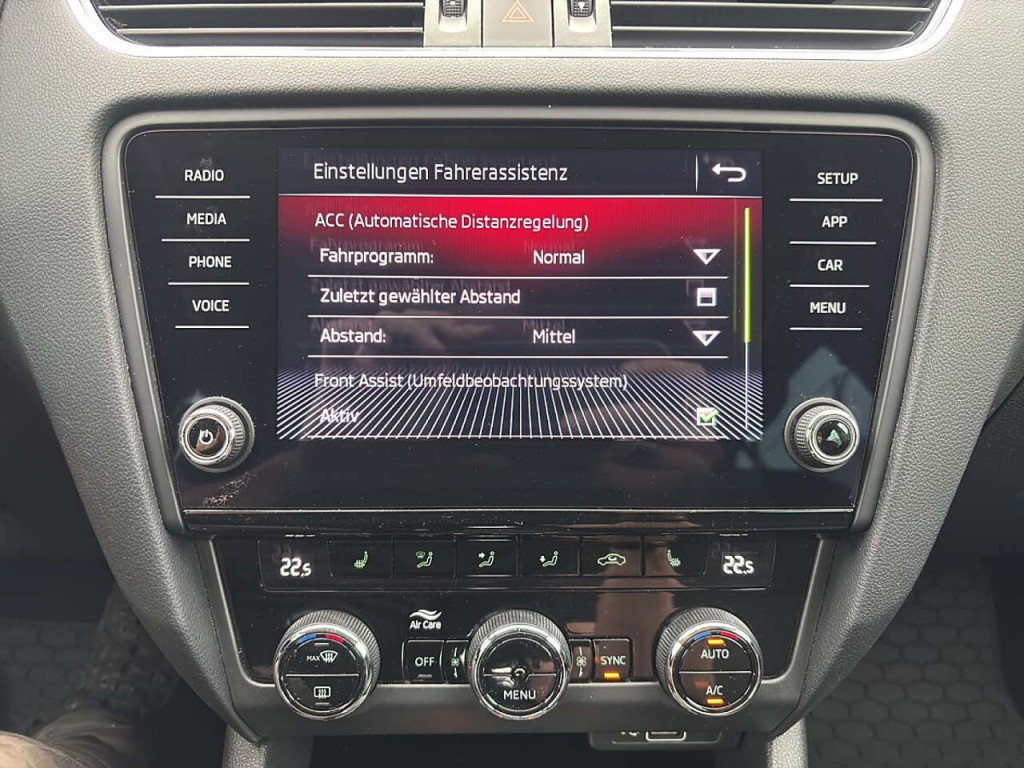 RADIO
MEDIA
PHONE
VOICE
Einstellungen Fahrerassistenz
ACC (Automatische Distanzregelung)
Fahrprogramm: Normal
Zuletzt gewählter Abstand
Abstand: Mittel
Front Assist (Umfeldbeobachtungssystem)
Aktiv
SETUP
APP
CAR
MENU
22.5
22.5
Air Care
MAX
OFF
MENU
SYNC
AUTO
A/C